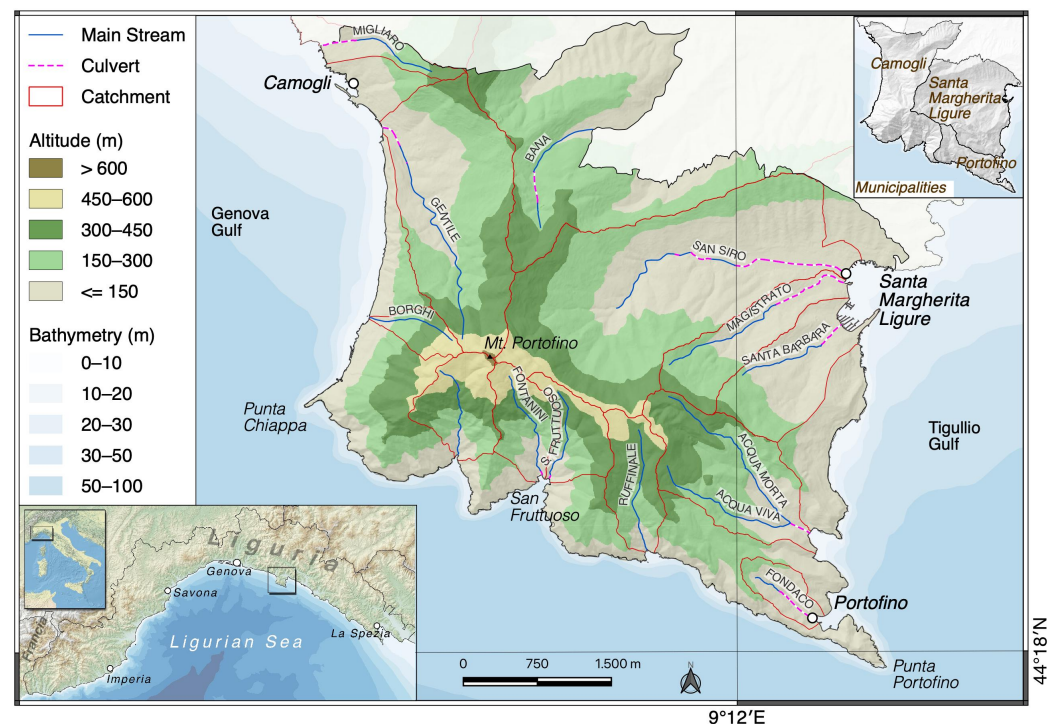 Main Stream
Culvert
Catchment
Altitude (m)
> 600
450–600
300–450
150–300
<= 150
Bathymetry (m)
0–10
10–20
20–30
30–50
50–100
MIGLIARO
Camogli
BANA
GENTILE
Genova
Gulf
SAN SIRO
Santa
Margherita
Ligure
MAGISTRATO
SANTA BARBARA
BORGHI
Mt. Portofino
FONTANINI
S. FRUTTUOSO
Punta
Chiappa
Tigullio
Gulf
RUFFINALE
ACQUA MORTA
ACQUA VIVA
San
Fruttuoso
FONDACO
Portofino
Punta
Portofino
Camogli
Santa
Margherita
Ligure
Portofino
Municipalities
Liguria
Genova
Savona
La Spezia
Francia
Ligurian Sea
Imperia
0 750 1.500 m
N
9°12′E
44°18′N